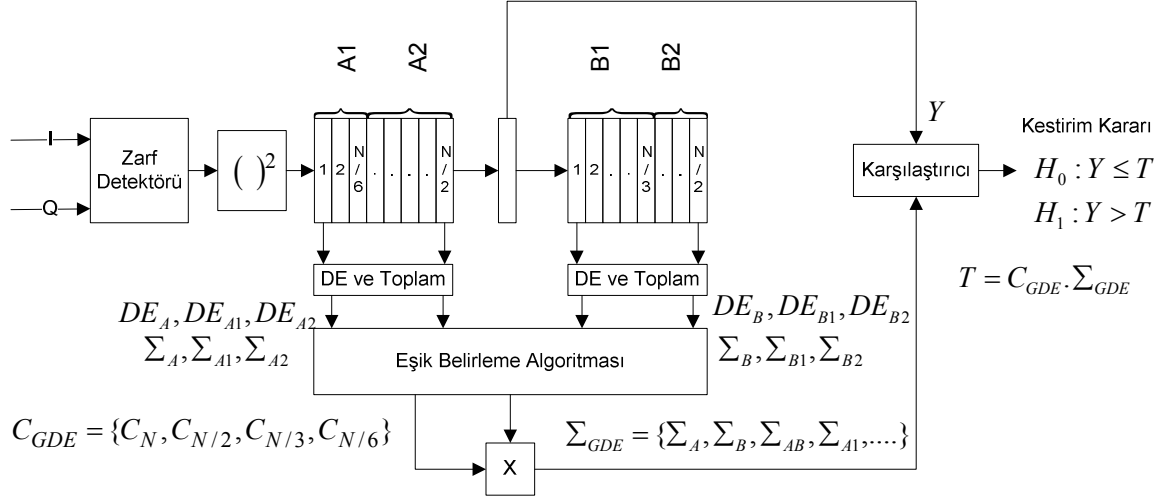 A1
A2
B1
B2
I
Q
Zarf
Detektörü
( )²
1 2 N/6 . . . . N/2
1 2 . . N/3 . . N/2
Y
Karşılaştırıcı
Kestirim Kararı
H₀ : Y ≤ T
H₁ : Y > T
DE ve Toplam
DE ve Toplam
T = C_GDE.Σ_GDE
DE_A, DE_A1, DE_A2
Σ_A, Σ_A1, Σ_A2
Eşik Belirleme Algoritması
DE_B, DE_B1, DE_B2
Σ_B, Σ_B1, Σ_B2
C_GDE = {C_N, C_N/2, C_N/3, C_N/6}
X
Σ_GDE = {Σ_A, Σ_B, Σ_AB, Σ_A1,....}